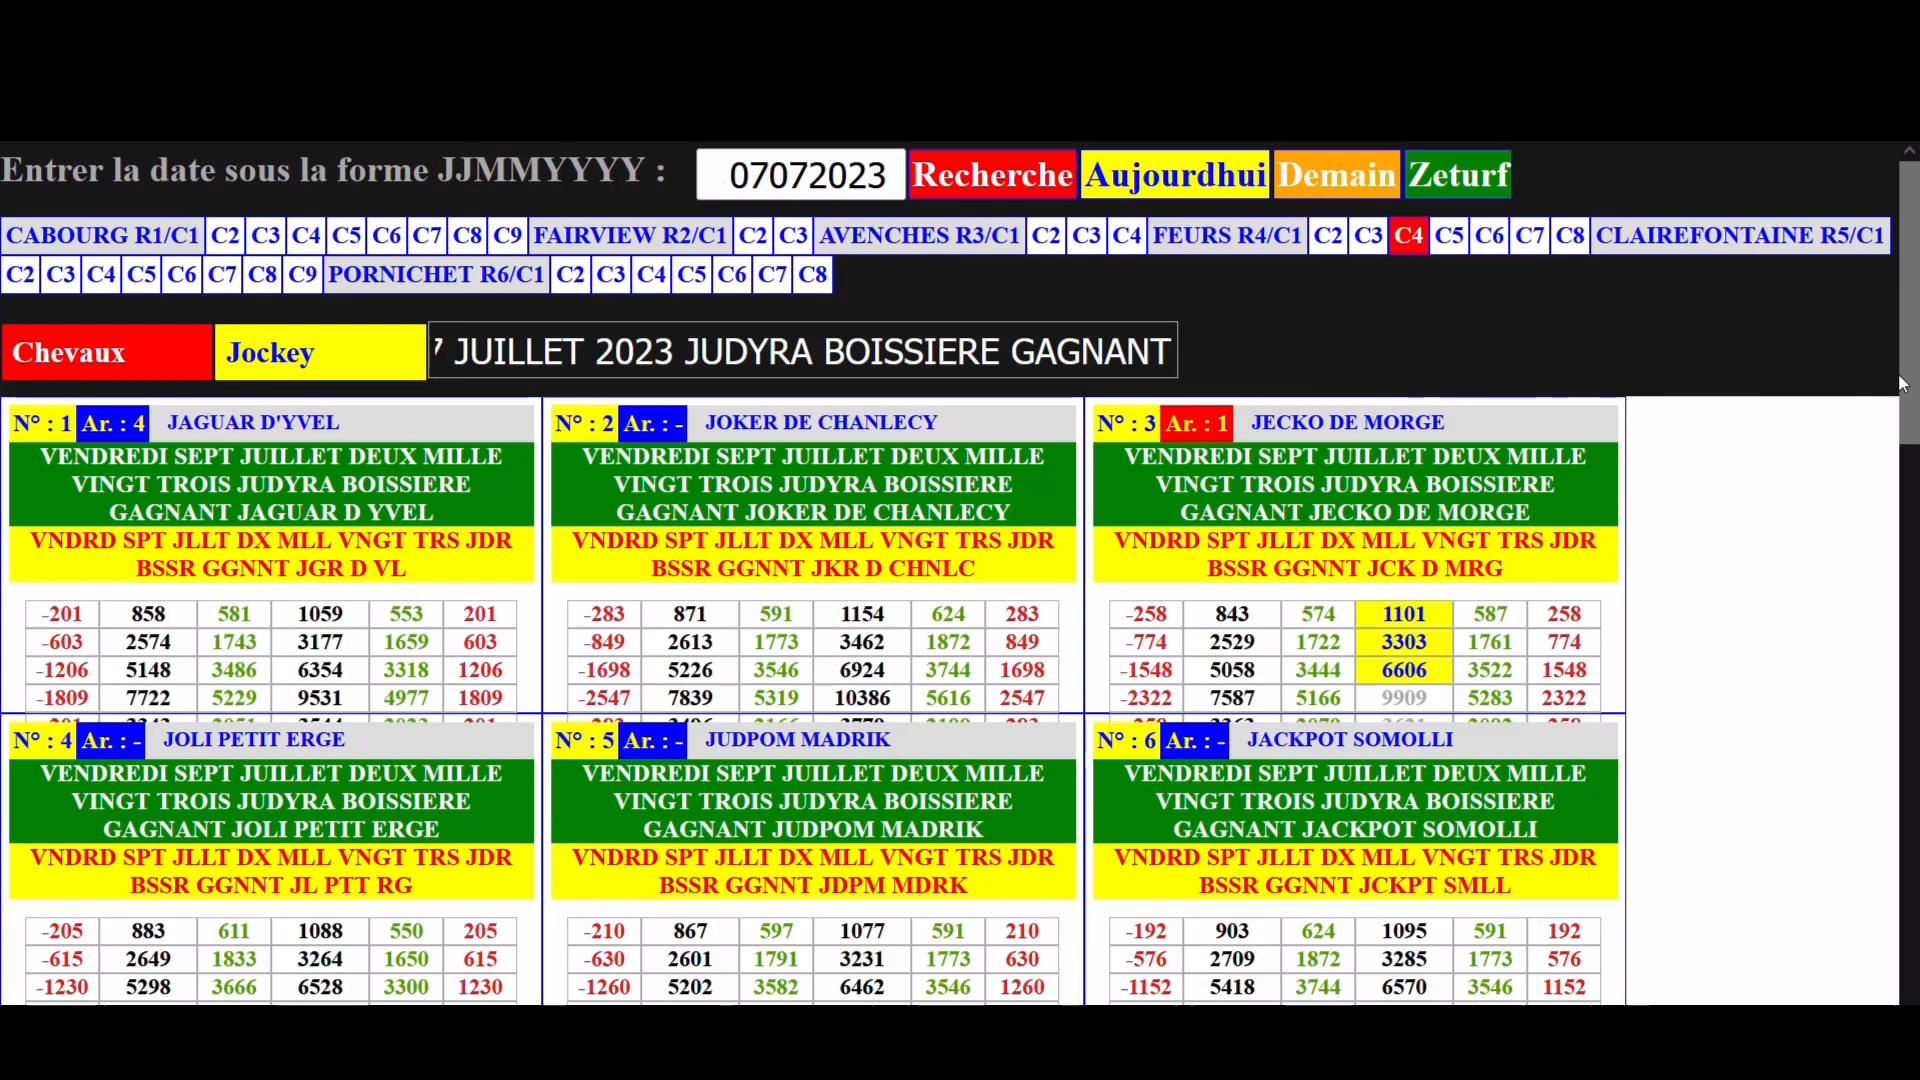 Entrer la date sous la forme JJMMYYYY : 07072023 Recherche Aujourdhui Demain Zeturf
CABOURG R1/C1 C2 C3 C4 C5 C6 C7 C8 C9 FAIRVIEW R2/C1 C2 C3 AVENCHES R3/C1 C2 C3 C4 FEURS R4/C1 C2 C3 C4 C5 C6 C7 C8 CLAIREFONTAINE R5/C1
C2 C3 C4 C5 C6 C7 C8 C9 PORNICHET R6/C1 C2 C3 C4 C5 C6 C7 C8
Chevaux Jockey JUILLET 2023 JUDYRA BOISSIERE GAGNANT
N° : 1 Ar. : 4 JAGUAR D'YVEL
VENDREDI SEPT JUILLET DEUX MILLE
VINGT TROIS JUDYRA BOISSIERE
GAGNANT JAGUAR D YVEL
VNDRD SPT JLLT DX MLL VNGT TRS JDR
BSSR GGNNT JGR D VL
-201 858 581 1059 553 201
-603 2574 1743 3177 1659 603
-1206 5148 3486 6354 3318 1206
-1809 7722 5229 9531 4977 1809
N° : 2 Ar. : - JOKER DE CHANLECY
VENDREDI SEPT JUILLET DEUX MILLE
VINGT TROIS JUDYRA BOISSIERE
GAGNANT JOKER DE CHANLECY
VNDRD SPT JLLT DX MLL VNGT TRS JDR
BSSR GGNNT JKR D CHNLC
-283 871 591 1154 624 283
-849 2613 1773 3462 1872 849
-1698 5226 3546 6924 3744 1698
-2547 7839 5319 10386 5616 2547
N° : 3 Ar. : 1 JECKO DE MORGE
VENDREDI SEPT JUILLET DEUX MILLE
VINGT TROIS JUDYRA BOISSIERE
GAGNANT JECKO DE MORGE
VNDRD SPT JLLT DX MLL VNGT TRS JDR
BSSR GGNNT JCK D MRG
-258 843 574 1101 587 258
-774 2529 1722 3303 1761 774
-1548 5058 3444 6606 3522 1548
-2322 7587 5166 9909 5283 2322
N° : 4 Ar. : - JOLI PETIT ERGE
VENDREDI SEPT JUILLET DEUX MILLE
VINGT TROIS JUDYRA BOISSIERE
GAGNANT JOLI PETIT ERGE
VNDRD SPT JLLT DX MLL VNGT TRS JDR
BSSR GGNNT JL PTT RG
-205 883 611 1088 550 205
-615 2649 1833 3264 1650 615
-1230 5298 3666 6528 3300 1230
N° : 5 Ar. : - JUDPOM MADRIK
VENDREDI SEPT JUILLET DEUX MILLE
VINGT TROIS JUDYRA BOISSIERE
GAGNANT JUDPOM MADRIK
VNDRD SPT JLLT DX MLL VNGT TRS JDR
BSSR GGNNT JDPM MDRK
-210 867 597 1077 591 210
-630 2601 1791 3231 1773 630
-1260 5202 3582 6462 3546 1260
N° : 6 Ar. : - JACKPOT SOMOLLI
VENDREDI SEPT JUILLET DEUX MILLE
VINGT TROIS JUDYRA BOISSIERE
GAGNANT JACKPOT SOMOLLI
VNDRD SPT JLLT DX MLL VNGT TRS JDR
BSSR GGNNT JCKPT SMLL
-192 903 624 1095 591 192
-576 2709 1872 3285 1773 576
-1152 5418 3744 6570 3546 1152